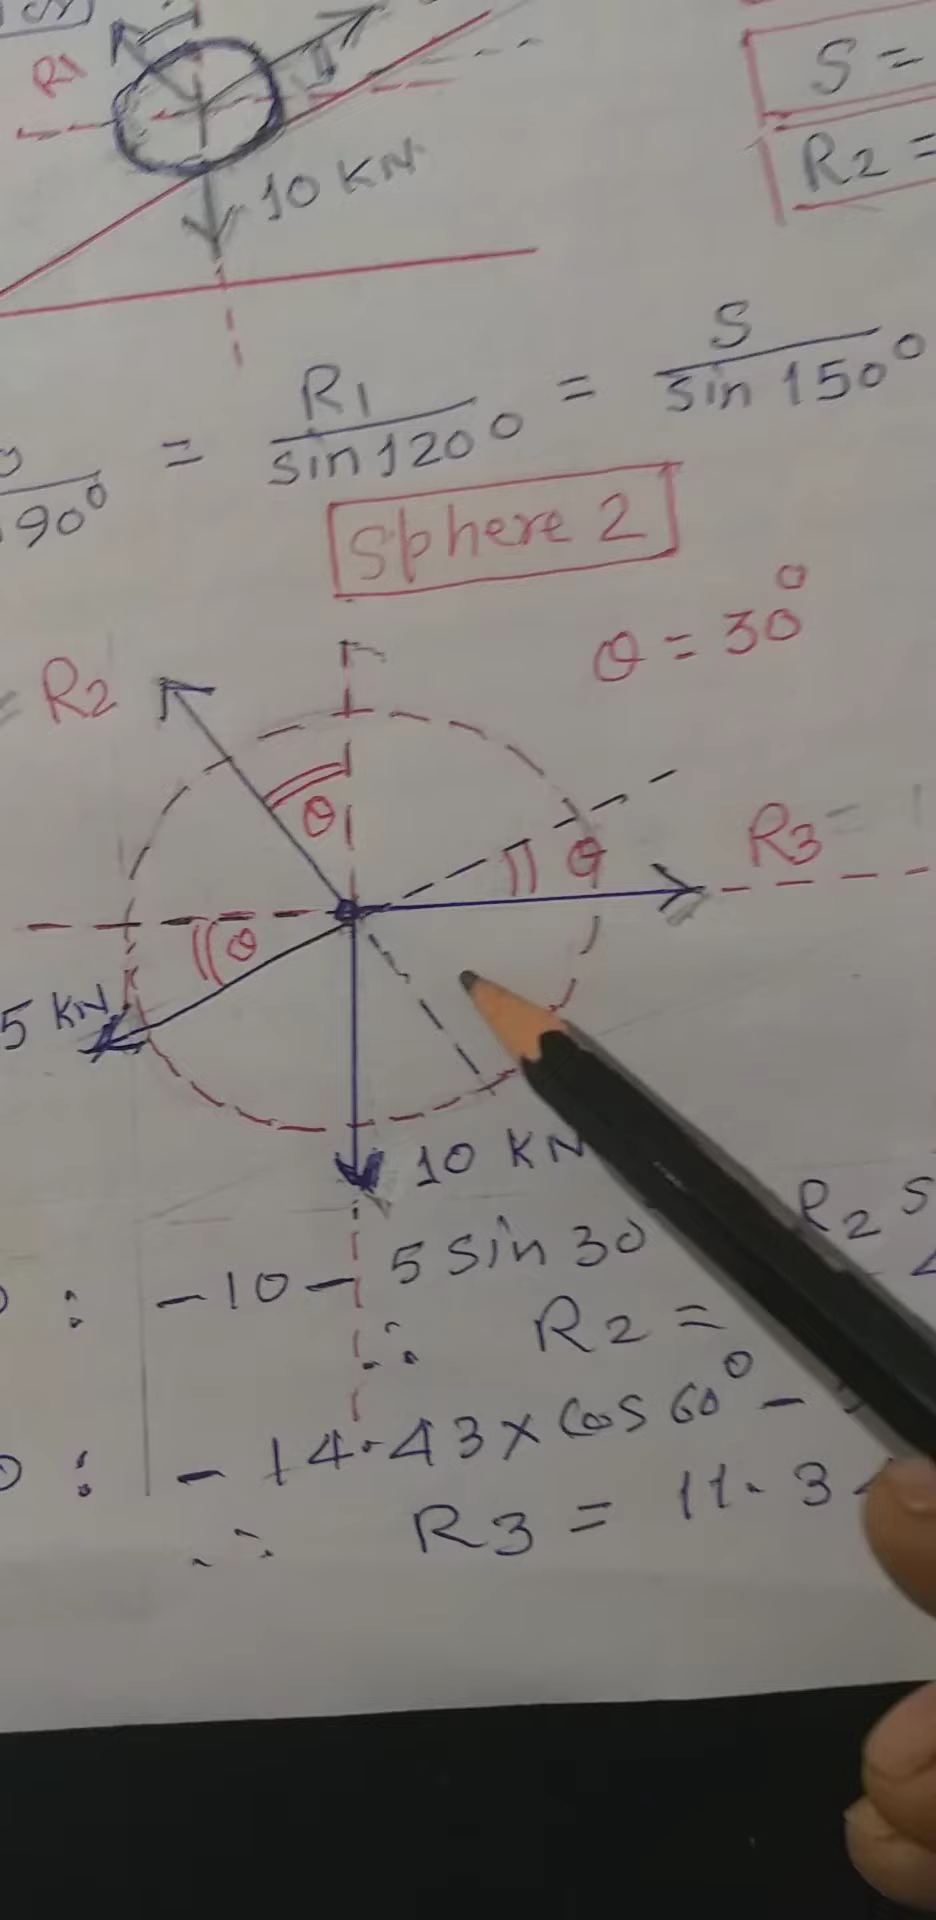 R1
S =
R2 =
10 KN
90° = R1 / sin 120° = S / sin 150°
Sphere 2
θ = 30°
= R2
θ
θ
R3 =
θ
5 KN
10 KN
: -10 - 5 sin 30 R2 S
∴ R2 =
: - 14.43 x cos 60° -
∴ R3 = 11.3